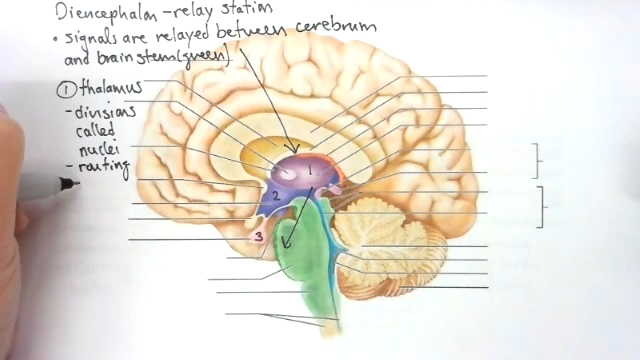 Diencephalon - relay station
• signals are relayed between cerebrum
and brain stem (green)
① thalamus
- divisions
called
nuclei
- routing
1
2
3